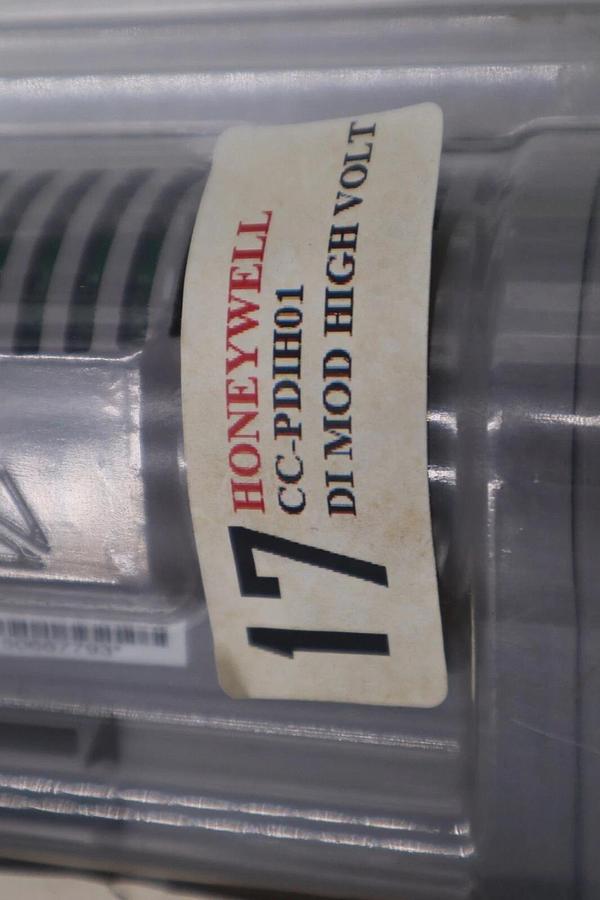 17
HONEYWELL
CC-PDIH01
DI MOD HIGH VOLT